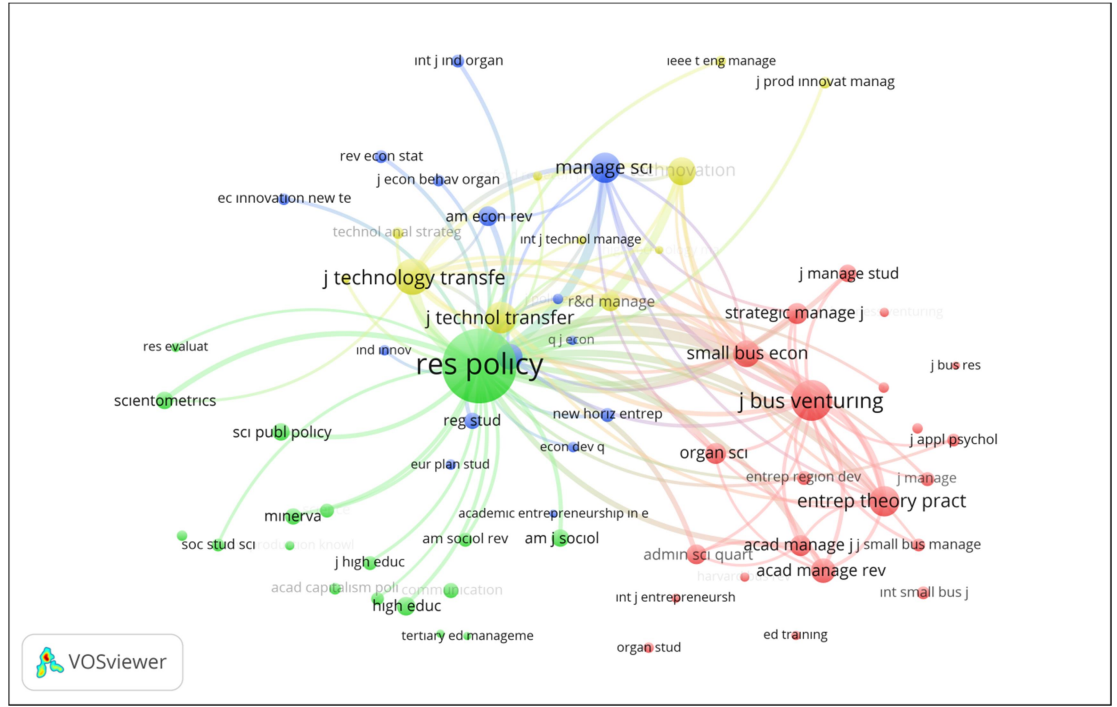 int j ind organ
ieee t eng manage
j prod innovat manag
rev econ stat
manage sci
technovation
j econ behav organ
ec innovation new te
am econ rev
technol anal strateg
int j technol manage
j technology transfe
j manage stud
r&d manage
strategic manage j
j technol transfer
q j econ
res evaluat
ind innov
small bus econ
res policy
j bus res
scientometrics
j bus venturing
new horiz entrep
reg stud
sci publ policy
j appl psychol
econ dev q
organ sci
eur plan stud
entrep region dev
j manage
entrep theory pract
academic entrepreneurship in e
minerva
am sociol rev
am j sociol
soc stud sci
production knowl
acad manage j
j small bus manage
admin sci quart
j high educ
acad manage rev
acad capitalism poli
communication
int small bus j
int j entrepreneursh
high educ
tertiary ed manageme
ed training
organ stud
VOSviewer